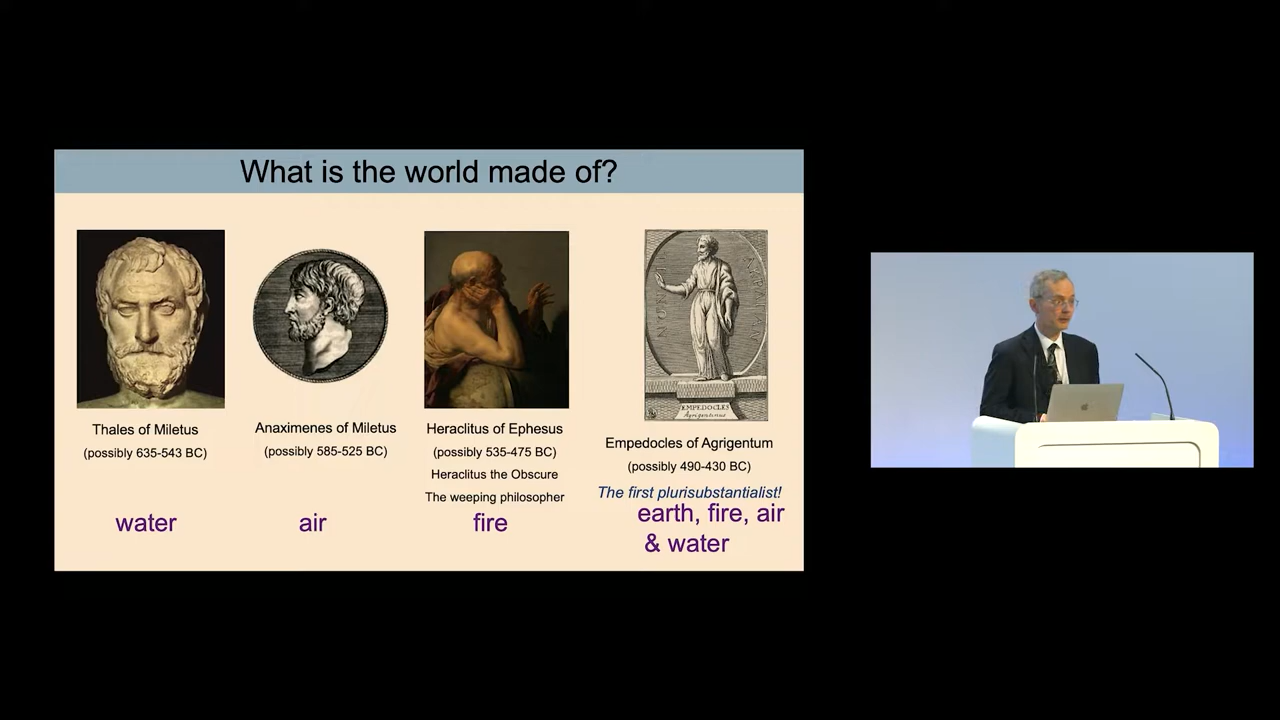 What is the world made of?
Thales of Miletus
(possibly 635-543 BC)
water
Anaximenes of Miletus
(possibly 585-525 BC)
air
Heraclitus of Ephesus
(possibly 535-475 BC)
Heraclitus the Obscure
The weeping philosopher
fire
EMPEDOCLES
Agrigentinus
Empedocles of Agrigentum
(possibly 490-430 BC)
The first plurisubstantialist!
earth, fire, air
& water